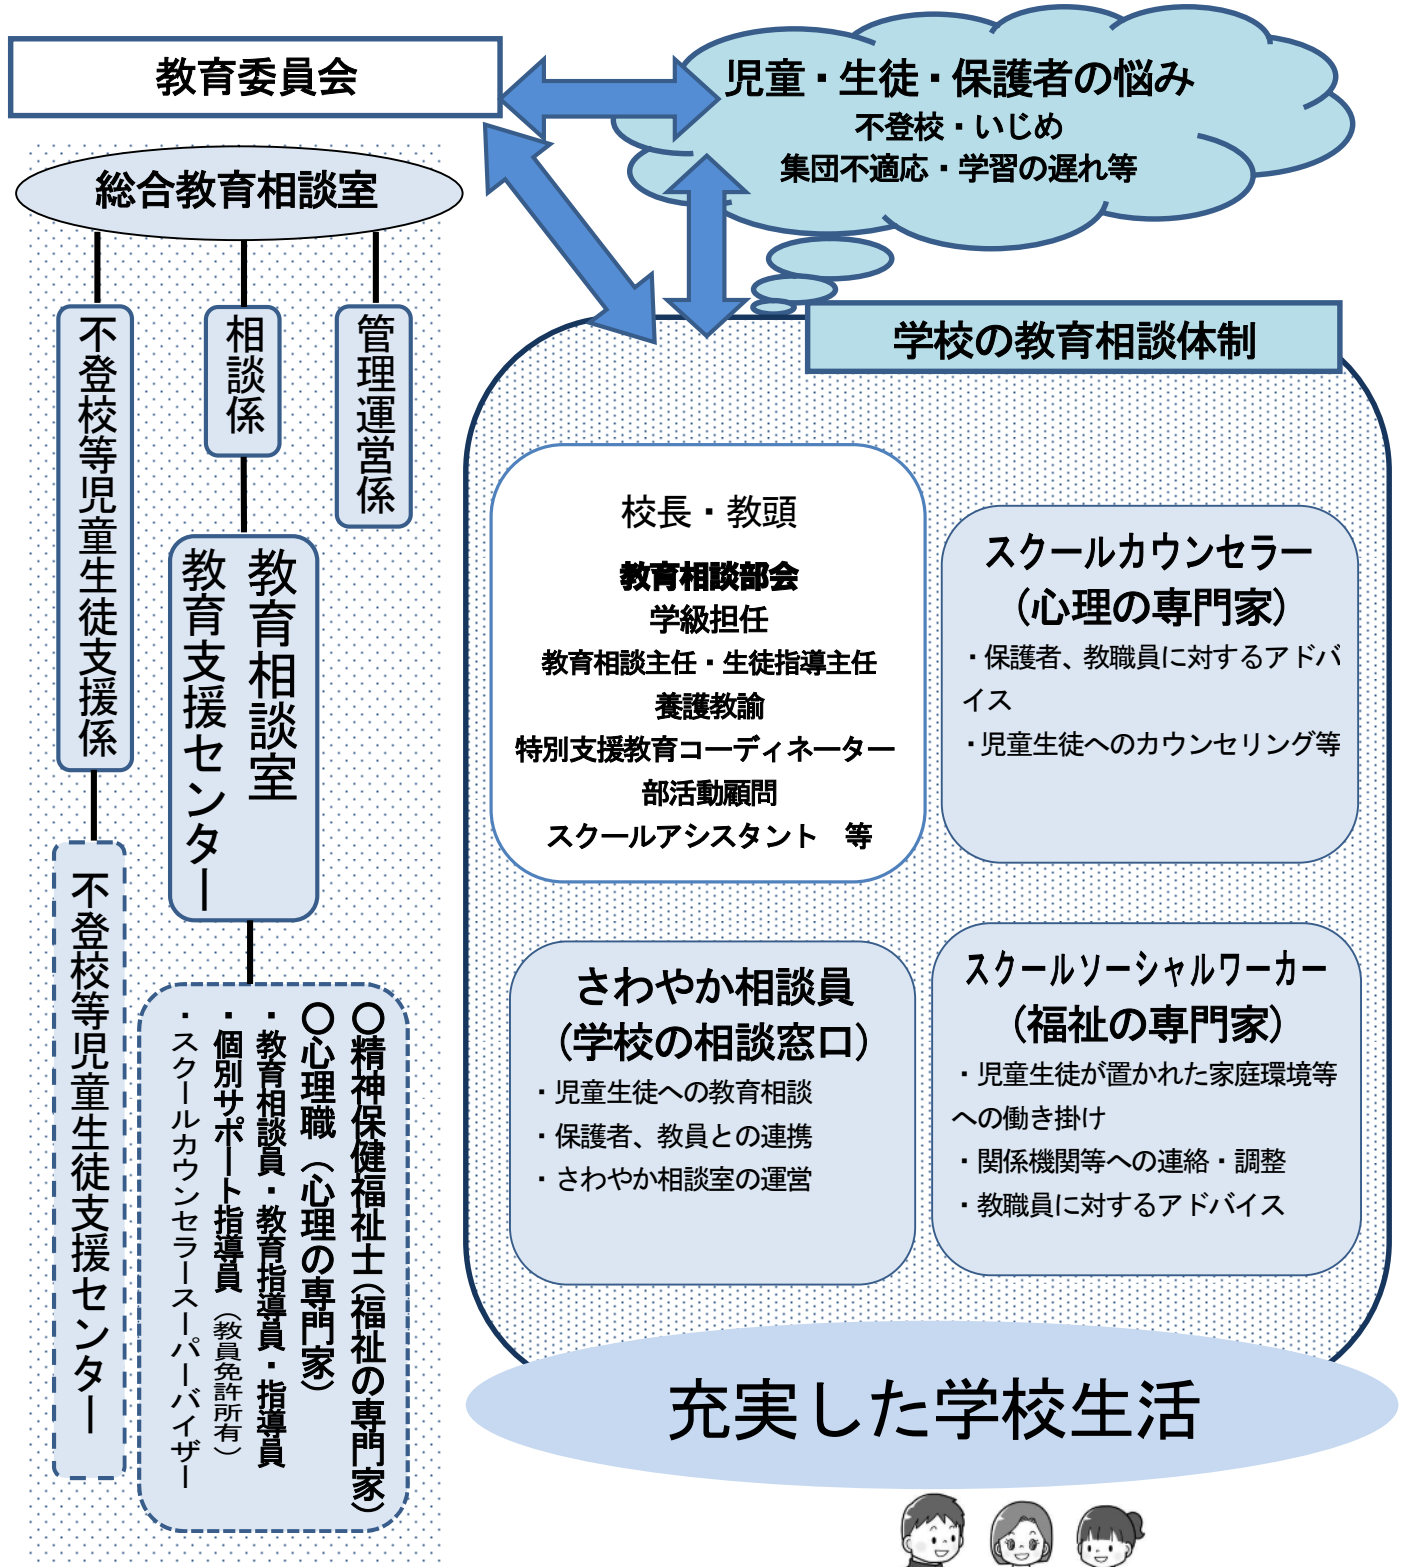 教育委員会
児童・生徒・保護者の悩み
不登校・いじめ
集団不適応・学習の遅れ等
総合教育相談室
不登校等児童生徒支援係
相談係
管理運営係
教育相談室
教育支援センター
不登校等児童生徒支援センター
〇精神保健福祉士(福祉の専門家)
〇心理職(心理の専門家)
・教育相談員・教育指導員・指導員
・個別サポート指導員(教員免許所有)
・スクールカウンセラースーパーバイザー
学校の教育相談体制
校長・教頭
教育相談部会
学級担任
教育相談主任・生徒指導主任
養護教諭
特別支援教育コーディネーター
部活動顧問
スクールアシスタント　等
スクールカウンセラー
(心理の専門家)
・保護者、教職員に対するアドバ
イス
・児童生徒へのカウンセリング等
さわやか相談員
(学校の相談窓口)
・児童生徒への教育相談
・保護者、教員との連携
・さわやか相談室の運営
スクールソーシャルワーカー
(福祉の専門家)
・児童生徒が置かれた家庭環境等
への働き掛け
・関係機関等への連絡・調整
・教職員に対するアドバイス
充実した学校生活